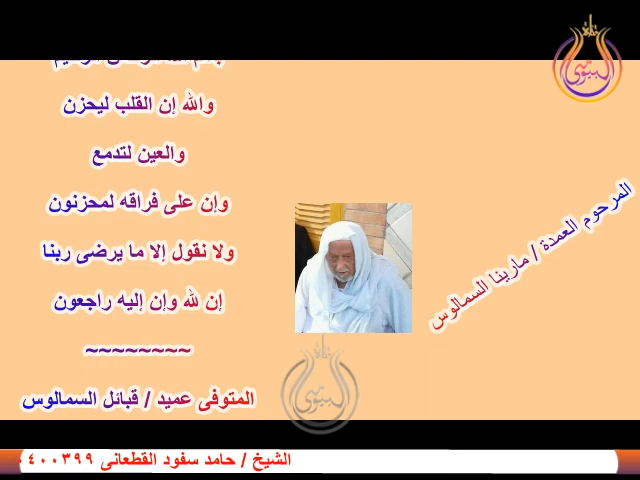 والله إن القلب ليحزن
والعين لتدمع
وإن على فراقه لمحزنون
ولا نقول إلا ما يرضى ربنا
إن لله وإن إليه راجعون
~~~~~~~~
المتوفى عميد / قبائل السمالوس
المرحوم العمدة / مارينا السمالوس
الشيخ / حامد سفود القطعانى ٠٤٠٠٣٩٩